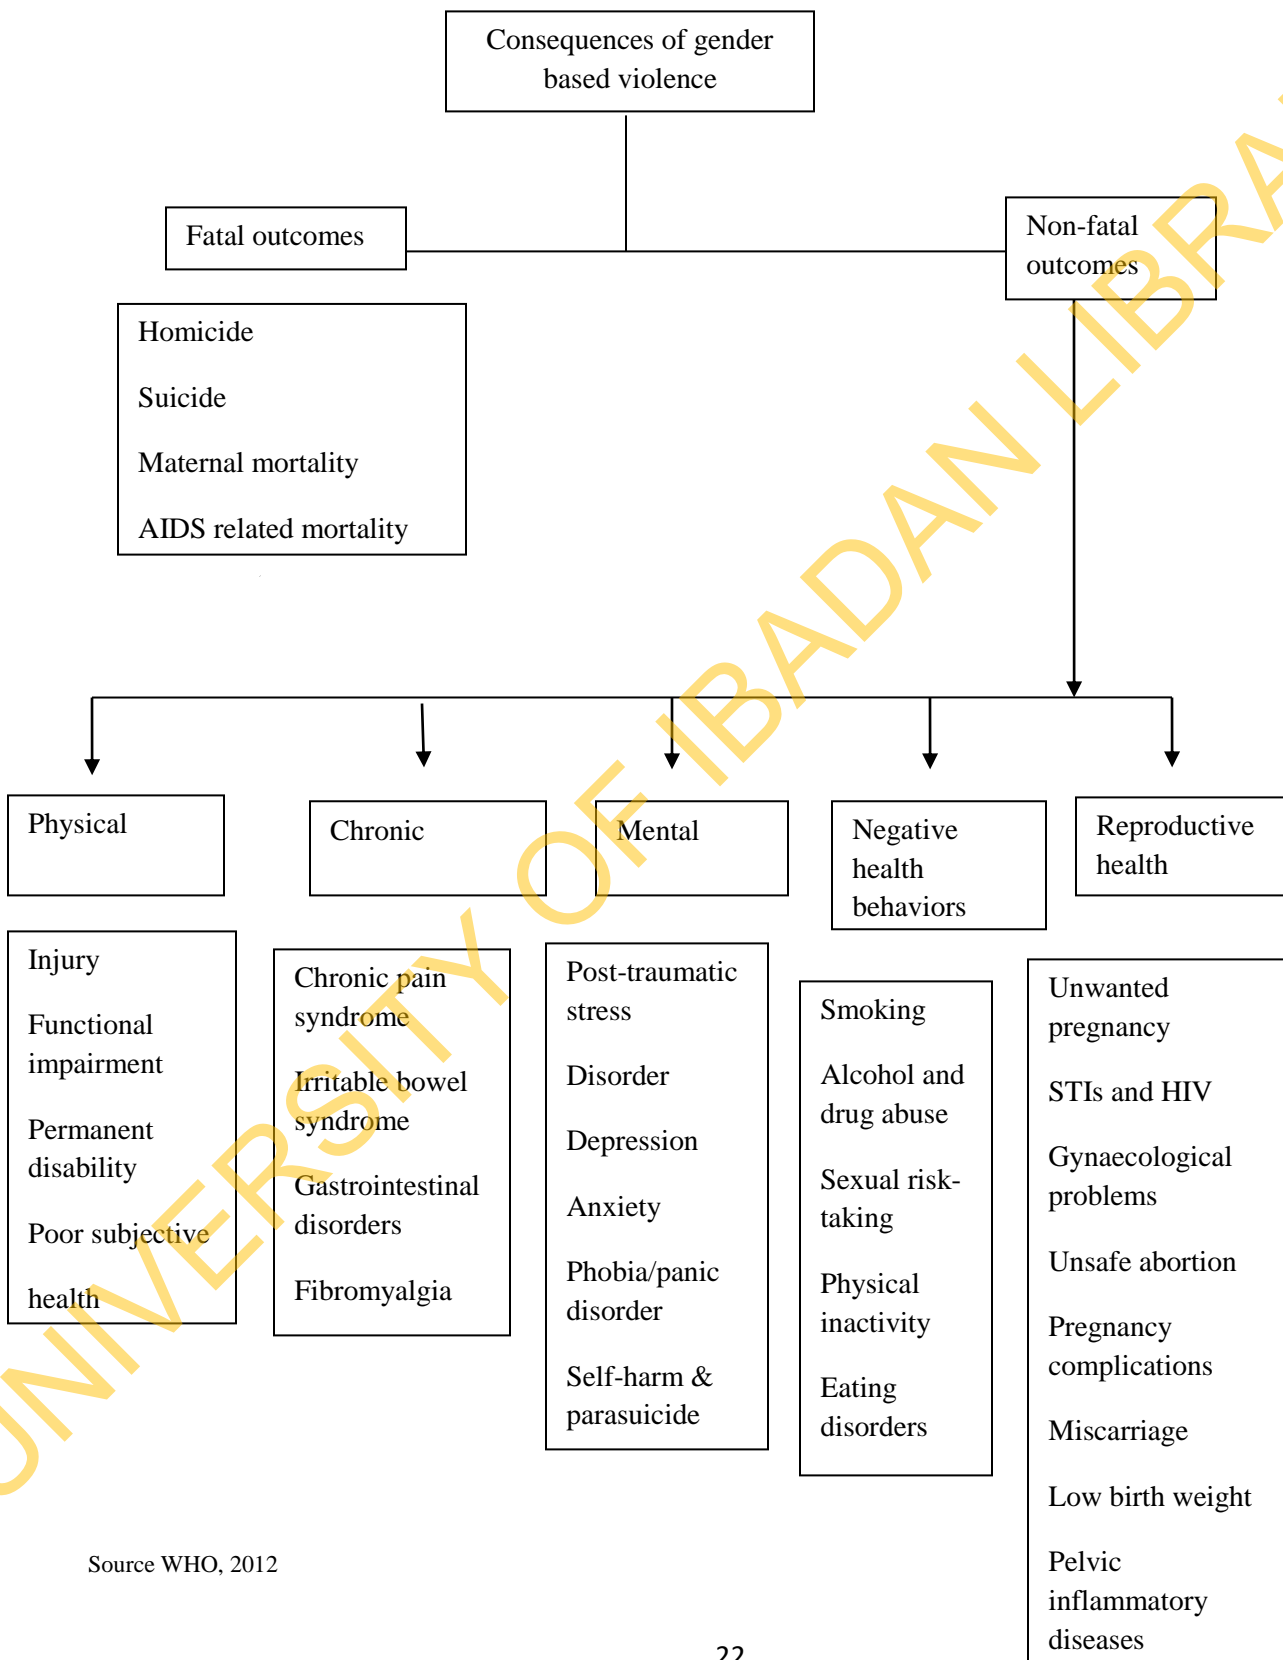 Consequences of gender
based violence
Fatal outcomes
Non-fatal
outcomes
Homicide
Suicide
Maternal mortality
AIDS related mortality
Physical
Chronic
Mental
Negative
health
behaviors
Reproductive
health
Injury
Functional
impairment
Permanent
disability
Poor subjective
health
Chronic pain
syndrome
Irritable bowel
syndrome
Gastrointestinal
disorders
Fibromyalgia
Post-traumatic
stress
Disorder
Depression
Anxiety
Phobia/panic
disorder
Self-harm &
parasuicide
Smoking
Alcohol and
drug abuse
Sexual risk-
taking
Physical
inactivity
Eating
disorders
Unwanted
pregnancy
STIs and HIV
Gynaecological
problems
Unsafe abortion
Pregnancy
complications
Miscarriage
Low birth weight
Pelvic
inflammatory
diseases
Source WHO, 2012
22
UNIVERSITY OF IBADAN LIBRA